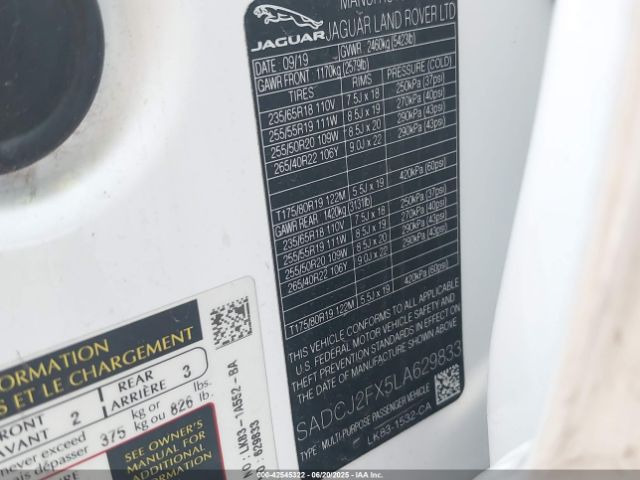 MANUFACTURED
JAGUAR
JAGUAR LAND ROVER LTD
DATE 09/19 GVWR 2460kg (5423lb)
GAWR FRONT 1170kg (2579lb)
TIRES RIMS PRESSURE (COLD)
235/65R18 110V 7.5J x 18 250kPa (37psi)
255/55R19 111W 8.5J x 19 270kPa (40psi)
255/50R20 109W 8.5J x 20 290kPa (43psi)
265/40R22 106Y 9.0J x 22 290kPa (43psi)
T175/80R19 122M 5.5J x 19 420kPa (60psi)
GAWR REAR 1420kg (3131lb)
235/65R18 110V 7.5J x 18 250kPa (37psi)
255/55R19 111W 8.5J x 19 270kPa (40psi)
255/50R20 109W 8.5J x 20 290kPa (43psi)
265/40R22 106Y 9.0J x 22 290kPa (43psi)
T175/80R19 122M 5.5J x 19 420kPa (60psi)
THIS VEHICLE CONFORMS TO ALL APPLICABLE
U.S. FEDERAL MOTOR VEHICLE SAFETY AND
THEFT PREVENTION STANDARDS IN EFFECT ON THE
DATE OF MANUFACTURE SHOWN ABOVE
SADCJ2FX5LA629833
TYPE: MULTI-PURPOSE PASSENGER VEHICLE
LK83-1532-CA
FORMATION
S ET LE CHARGEMENT
FRONT
AVANT 2 REAR
ARRIÈRE 3
never exceed
s dépasser 375 kg or
kg ou 826 lbs.
lb.
SEE OWNER'S
MANUAL FOR
ADDITIONAL
INFORMATION
NO: LK83-1A552-BA
: 629833
00-42545322 | 06/20/2025 | IAA